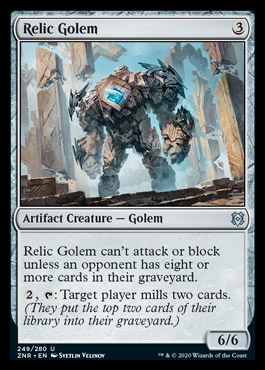 Relic Golem 3
Artifact Creature — Golem
Relic Golem can't attack or block
unless an opponent has eight or
more cards in their graveyard.
2, : Target player mills two cards.
(They put the top two cards of their
library into their graveyard.)
6/6
249/280 U
ZNR • EN Svetlin Velinov
™ & © 2020 Wizards of the Coast